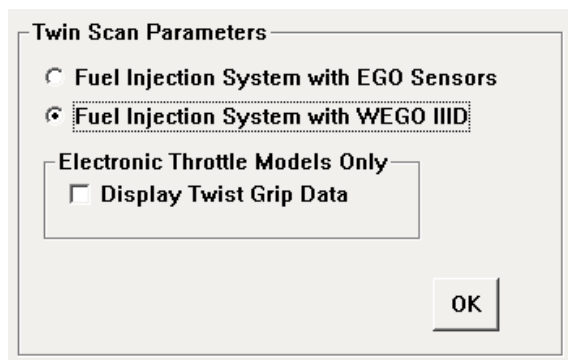 Twin Scan Parameters
Fuel Injection System with EGO Sensors
Fuel Injection System with WEGO IIID
Electronic Throttle Models Only
Display Twist Grip Data
OK